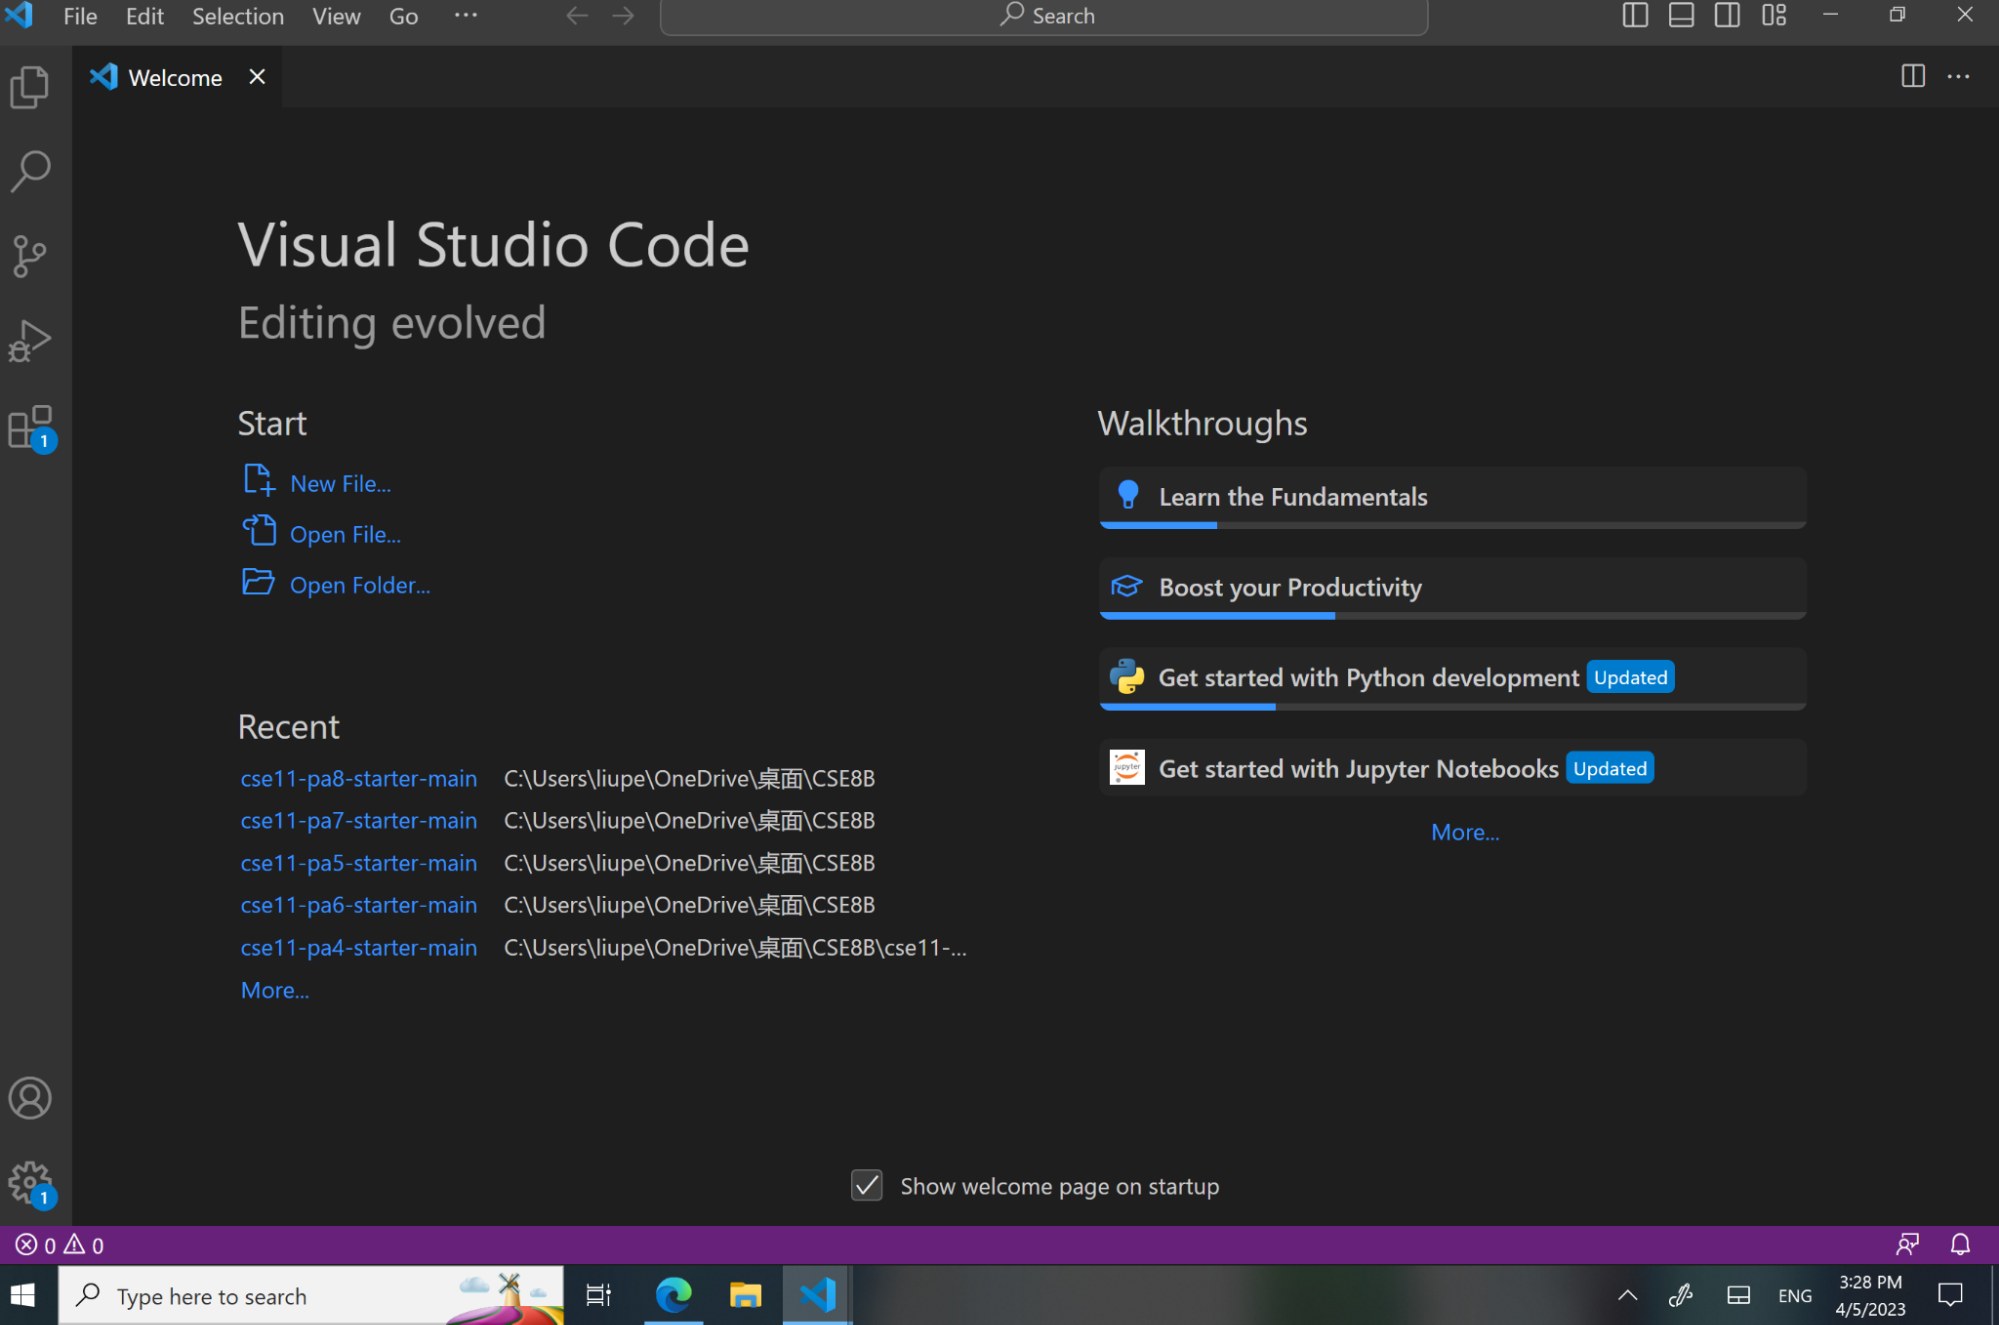 File Edit Selection View Go ··· Search
Welcome
Visual Studio Code
Editing evolved
Start
New File...
Open File...
Open Folder...
Recent
cse11-pa8-starter-main C:\Users\liupe\OneDrive\桌面\CSE8B
cse11-pa7-starter-main C:\Users\liupe\OneDrive\桌面\CSE8B
cse11-pa5-starter-main C:\Users\liupe\OneDrive\桌面\CSE8B
cse11-pa6-starter-main C:\Users\liupe\OneDrive\桌面\CSE8B
cse11-pa4-starter-main C:\Users\liupe\OneDrive\桌面\CSE8B\cse11-...
More...
Walkthroughs
Learn the Fundamentals
Boost your Productivity
Get started with Python development Updated
Get started with Jupyter Notebooks Updated
jupyter
More...
1
1
Show welcome page on startup
0 0
Type here to search
ENG
3:28 PM
4/5/2023